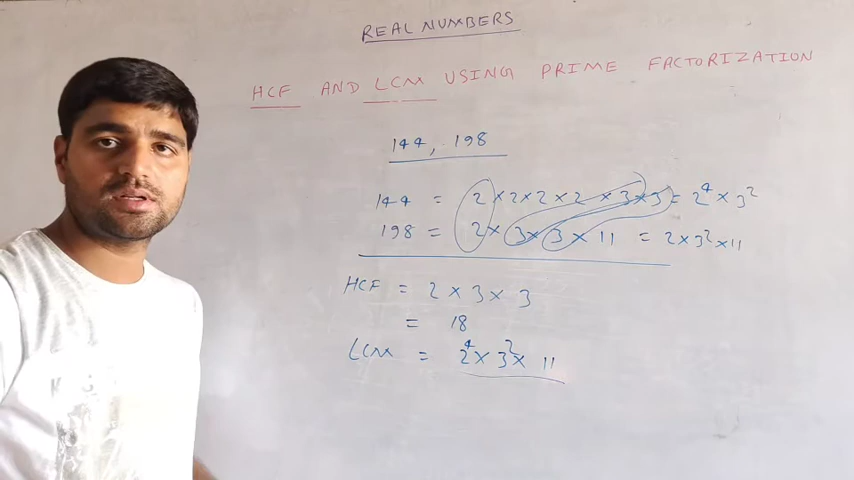 REAL NUMBERS
HCF AND LCM USING PRIME FACTORIZATION
144, 198
144 = 2 × 2 × 2 × 2 × 3 × 3 = 2⁴ × 3²
198 = 2 × 3 × 3 × 11 = 2 × 3² × 11
HCF = 2 × 3 × 3
= 18
LCM = 2⁴ × 3² × 11